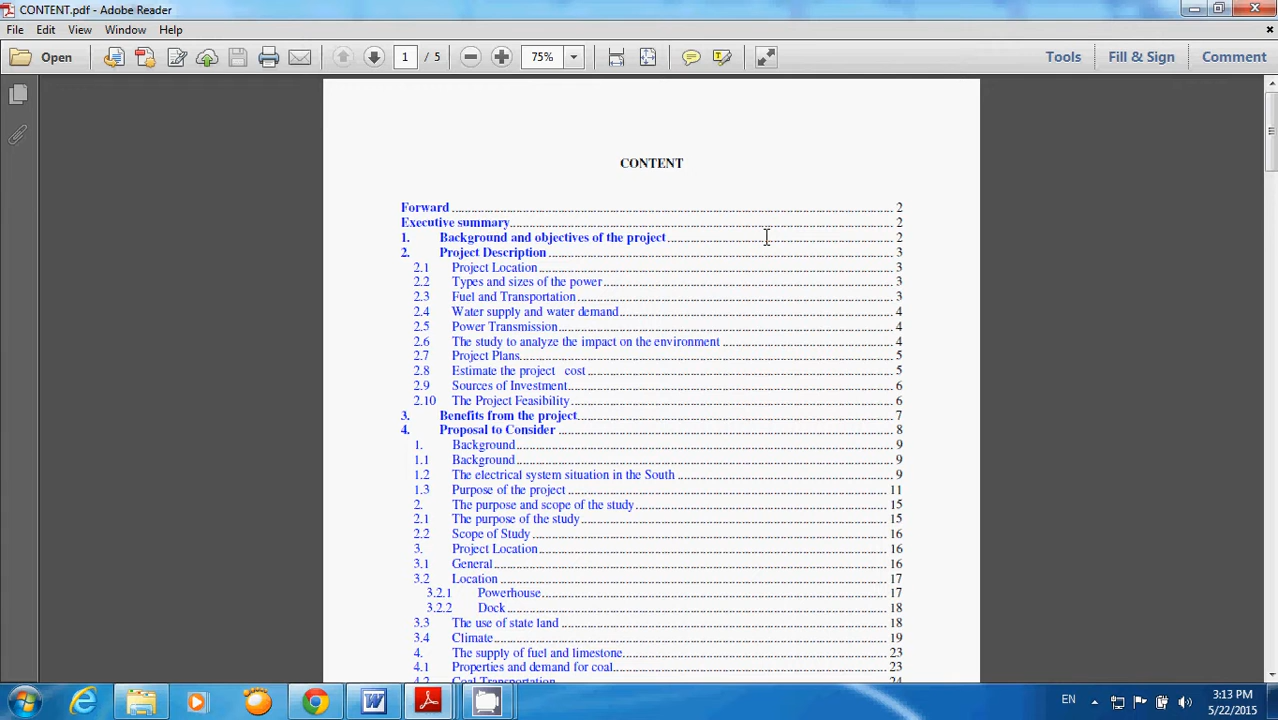 CONTENT.pdf - Adobe Reader
File Edit View Window Help
Open 1 / 5 75% Tools Fill & Sign Comment
CONTENT
Forward 2
Executive summary 2
1. Background and objectives of the project 2
2. Project Description 3
2.1 Project Location 3
2.2 Types and sizes of the power 3
2.3 Fuel and Transportation 3
2.4 Water supply and water demand 4
2.5 Power Transmission 4
2.6 The study to analyze the impact on the environment 4
2.7 Project Plans 5
2.8 Estimate the project cost 5
2.9 Sources of Investment 6
2.10 The Project Feasibility 6
3. Benefits from the project 7
4. Proposal to Consider 8
1. Background 9
1.1 Background 9
1.2 The electrical system situation in the South 9
1.3 Purpose of the project 11
2. The purpose and scope of the study 15
2.1 The purpose of the study 15
2.2 Scope of Study 16
3. Project Location 16
3.1 General 16
3.2 Location 17
3.2.1 Powerhouse 17
3.2.2 Dock 18
3.3 The use of state land 18
3.4 Climate 19
4. The supply of fuel and limestone 23
4.1 Properties and demand for coal 23
4.2 Coal Transportation 24
EN 3:13 PM
5/22/2015